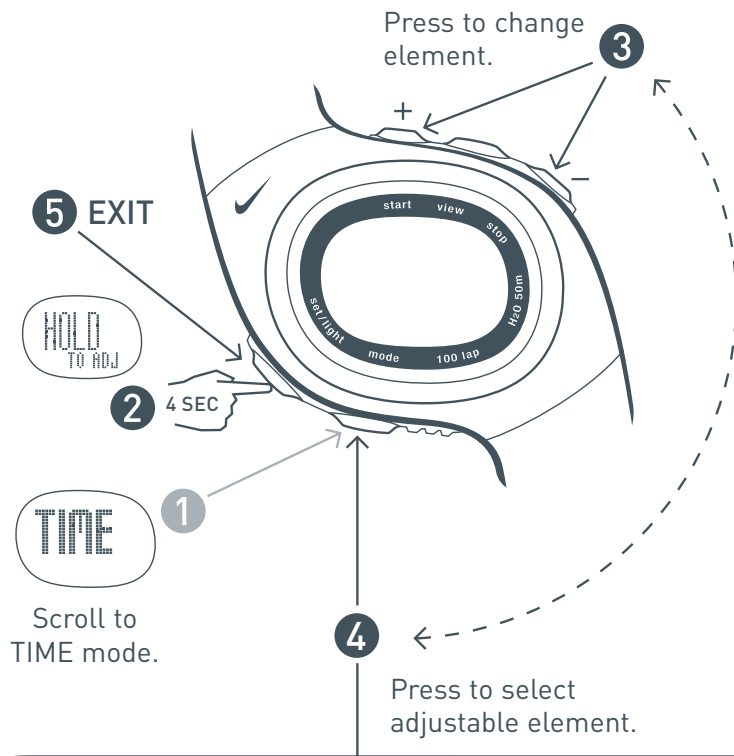 Press to change
element.
3
+
−
5 EXIT
start view stop
H2O 50m
set/light mode 100 lap
HOLD
TO ADJ
2 4 SEC
1
TIME
Scroll to
TIME mode.
4
Press to select
adjustable element.